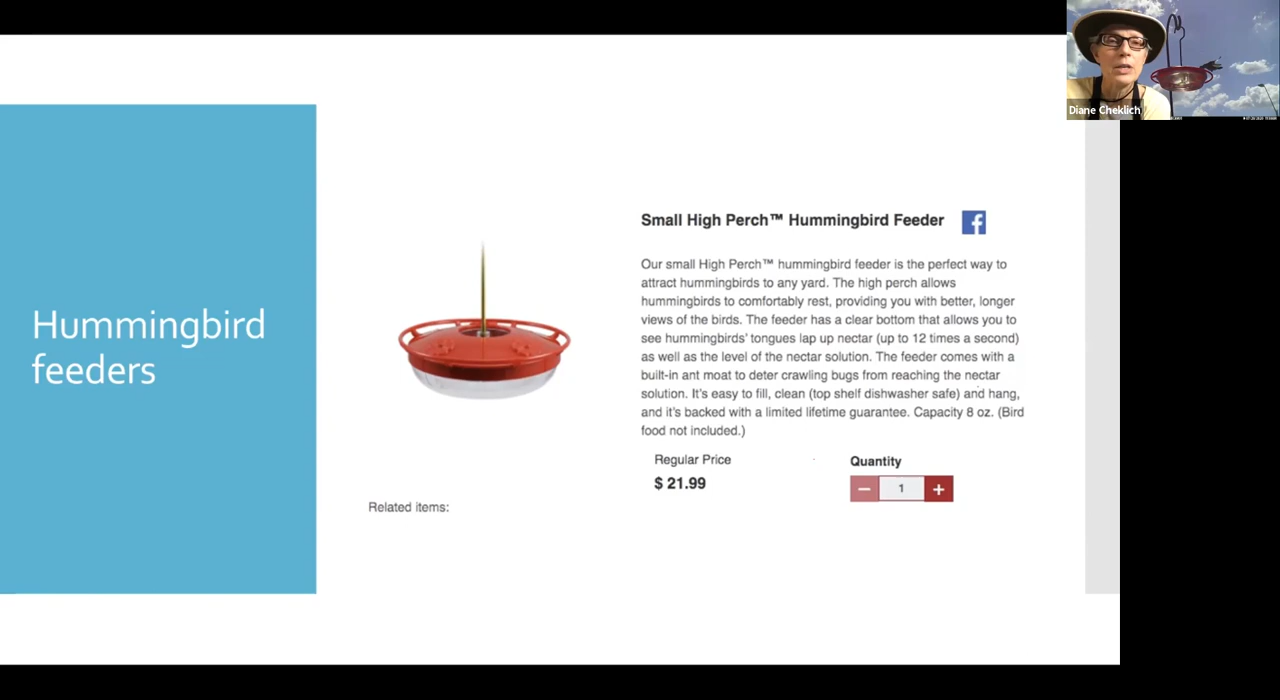 Diane Cheklich
Hummingbird
feeders
Small High Perch™ Hummingbird Feeder
Our small High Perch™ hummingbird feeder is the perfect way to
attract hummingbirds to any yard. The high perch allows
hummingbirds to comfortably rest, providing you with better, longer
views of the birds. The feeder has a clear bottom that allows you to
see hummingbirds' tongues lap up nectar (up to 12 times a second)
as well as the level of the nectar solution. The feeder comes with a
built-in ant moat to deter crawling bugs from reaching the nectar
solution. It's easy to fill, clean (top shelf dishwasher safe) and hang,
and it's backed with a limited lifetime guarantee. Capacity 8 oz. (Bird
food not included.)
Regular Price
$ 21.99
Quantity
− 1 +
Related items: